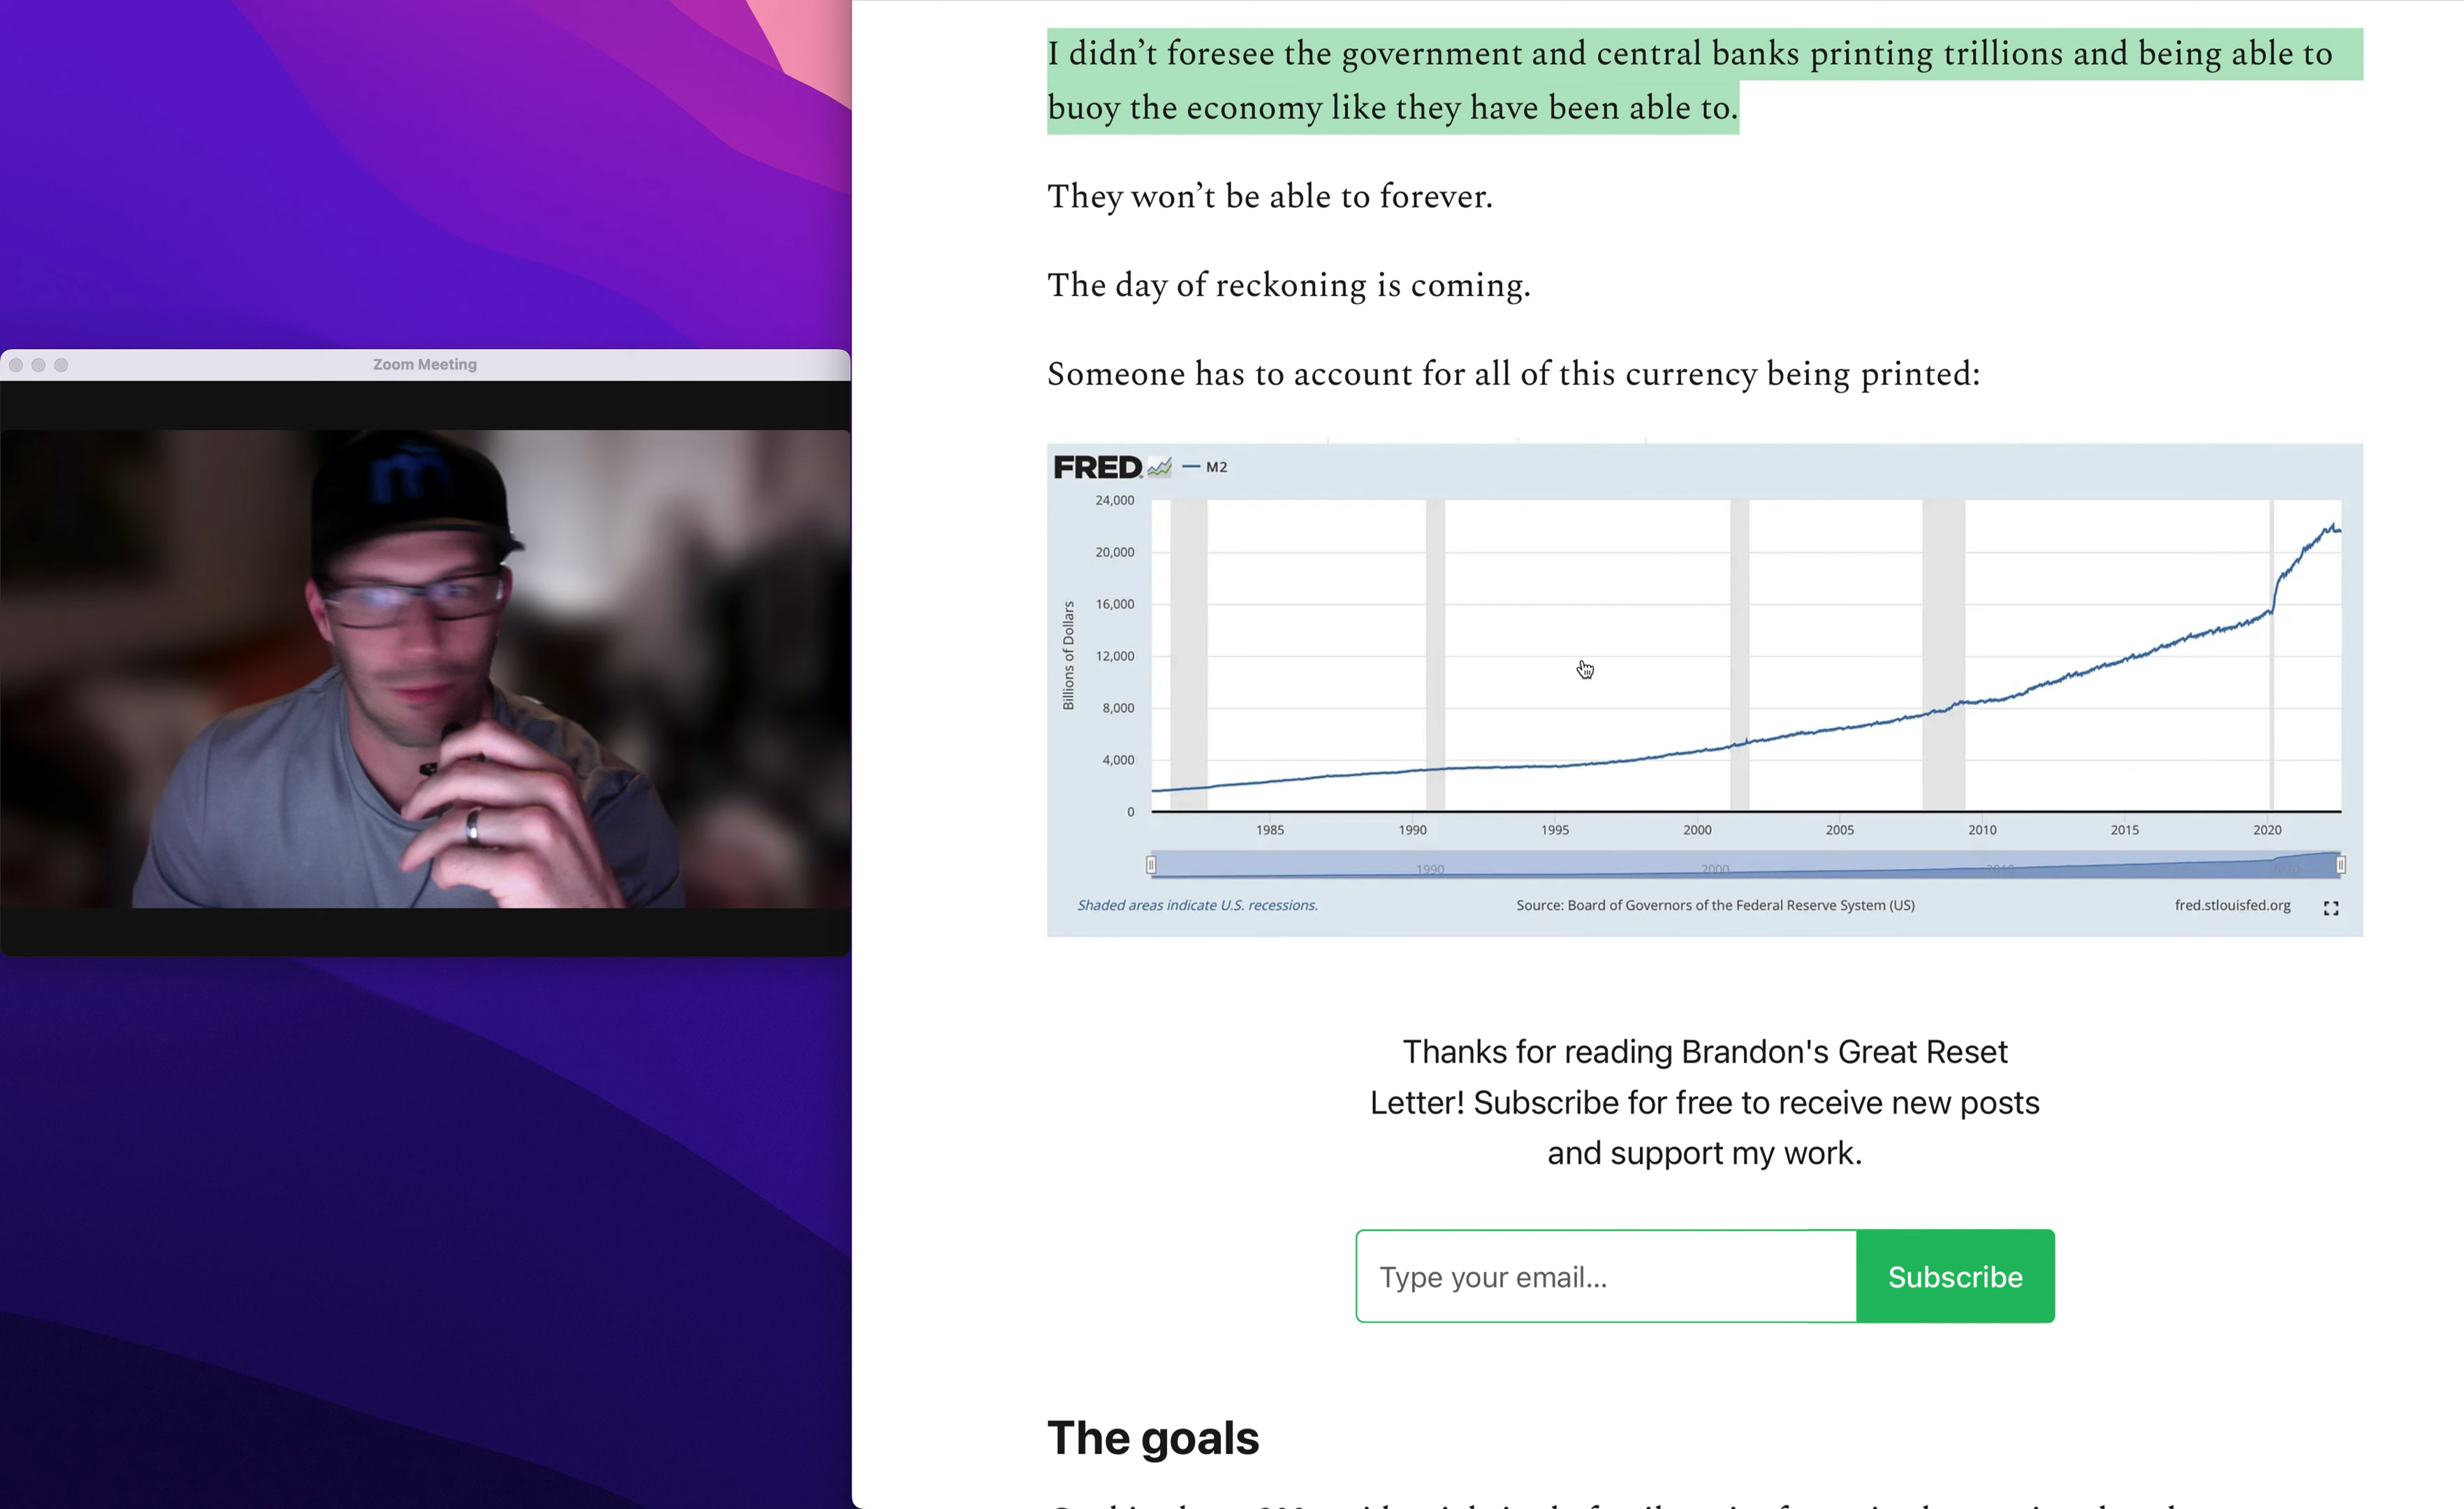 I didn’t foresee the government and central banks printing trillions and being able to
buoy the economy like they have been able to.
They won’t be able to forever.
The day of reckoning is coming.
Someone has to account for all of this currency being printed:
Zoom Meeting
FRED
M2
24,000
20,000
16,000
12,000
8,000
4,000
0
Billions of Dollars
1985 1990 1995 2000 2005 2010 2015 2020
1990 2000 2010 2020
Shaded areas indicate U.S. recessions.
Source: Board of Governors of the Federal Reserve System (US)
fred.stlouisfed.org
Thanks for reading Brandon's Great Reset
Letter! Subscribe for free to receive new posts
and support my work.
Type your email...
Subscribe
The goals